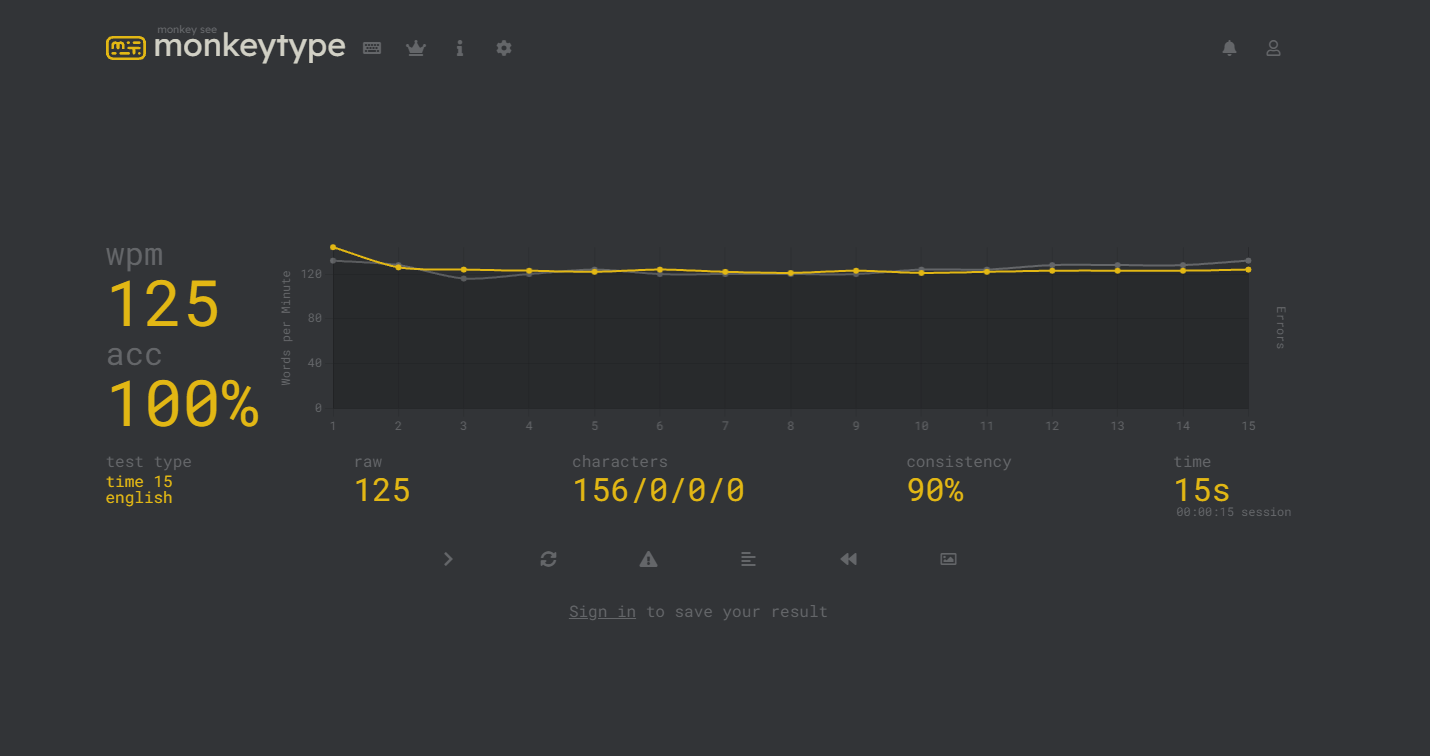 monkey see
monkeytype
wpm
125
acc
100%
Words per Minute
120
80
40
0
1 2 3 4 5 6 7 8 9 10 11 12 13 14 15
Errors
test type
time 15
english
raw
125
characters
156/0/0/0
consistency
90%
time
15s
00:00:15 session
Sign in to save your result